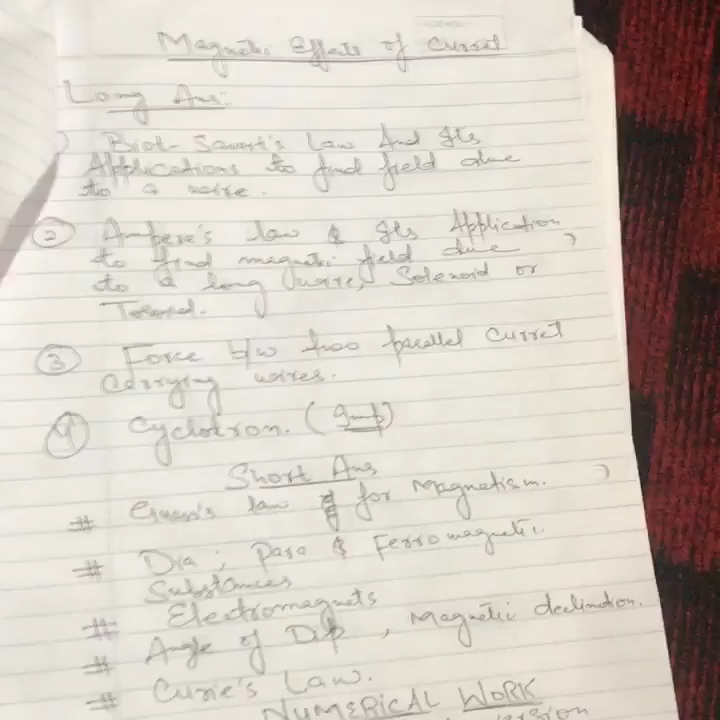 Magnetic Effects of Current
Long Ans:
) Biot-Savart's Law And Its
Applications to find field due
to a wire.
② Ampere's law & Its Application
to find magnetic field due
to a long wire, Solenoid or
Toroid.
③ Force b/w two parallel Current
Carrying wires.
④ Cyclotron. (Imp)
Short Ans
# Gauss's law for Magnetism.
# Dia; Para & Ferromagnetic
Substances
# Electromagnets
# Angle of Dip, Magnetic declination.
# Curie's Law.
NUMERICAL WORK